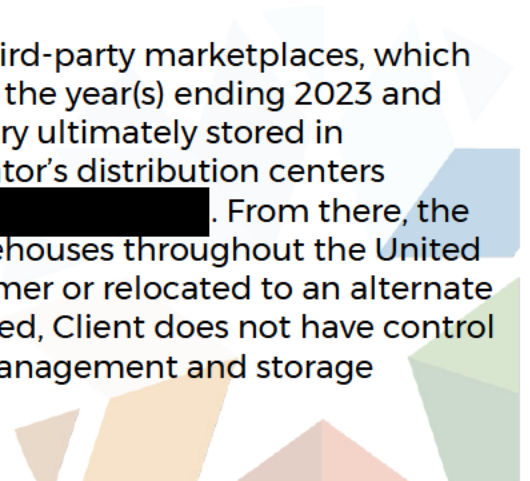 ird-party marketplaces, which
the year(s) ending 2023 and
ry ultimately stored in
tor's distribution centers
. From there, the
ehouses throughout the United
mer or relocated to an alternate
ed, Client does not have control
anagement and storage